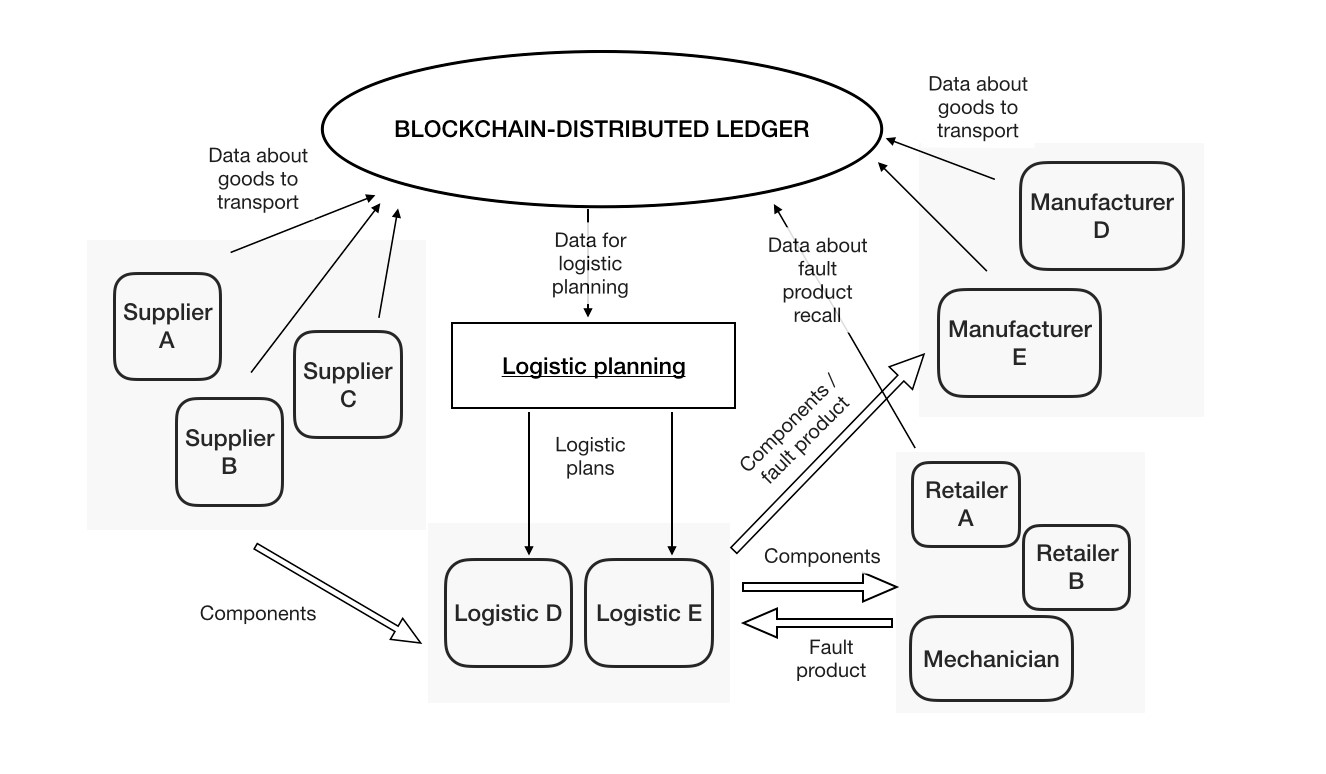 BLOCKCHAIN-DISTRIBUTED LEDGER
Data about
goods to
transport
Data about
goods to
transport
Manufacturer
D
Manufacturer
E
Supplier
A
Supplier
B
Supplier
C
Data for
logistic
planning
Data about
fault
product
recall
Logistic planning
Logistic
plans
Components /
fault product
Retailer
A
Retailer
B
Mechanician
Components
Fault
product
Logistic D
Logistic E
Components